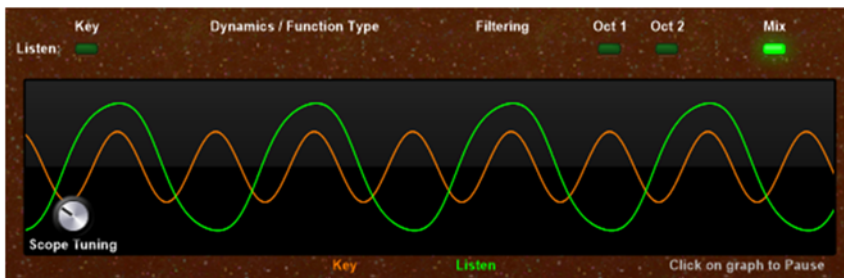 Key Dynamics / Function Type Filtering Oct 1 Oct 2 Mix
Listen:
Scope Tuning
Key Listen Click on graph to Pause